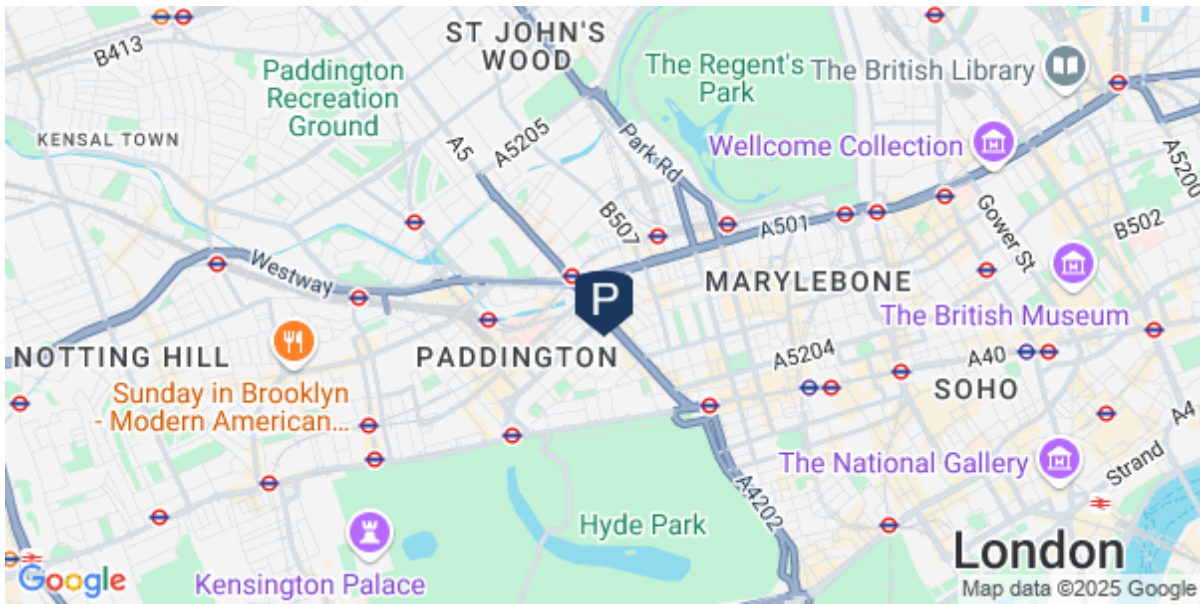 ST JOHN'S
WOOD
B413
Paddington
Recreation
Ground
The Regent's
Park
The British Library
KENSAL TOWN
A5
A5205
Park Rd
Wellcome Collection
A5200
B507
A501
Gower St
B502
Westway
MARYLEBONE
P
The British Museum
NOTTING HILL
PADDINGTON
A5204
A40
SOHO
Sunday in Brooklyn
- Modern American...
A4
The National Gallery
Strand
A4202
Hyde Park
London
Kensington Palace
Google
Map data ©2025 Google